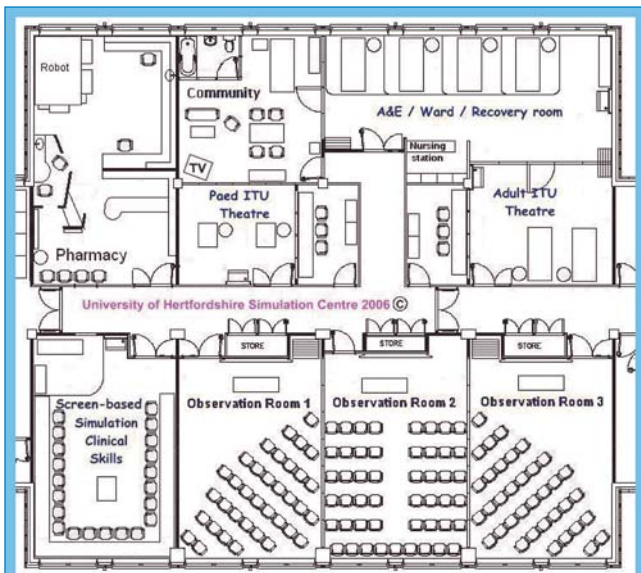 Robot
Community
A&E / Ward / Recovery room
TV
Nursing
station
Paed ITU
Theatre
Adult ITU
Theatre
Pharmacy
University of Hertfordshire Simulation Centre 2006 ©
STORE
STORE
STORE
Screen-based
Simulation
Clinical
Skills
Observation Room 1
Observation Room 2
Observation Room 3